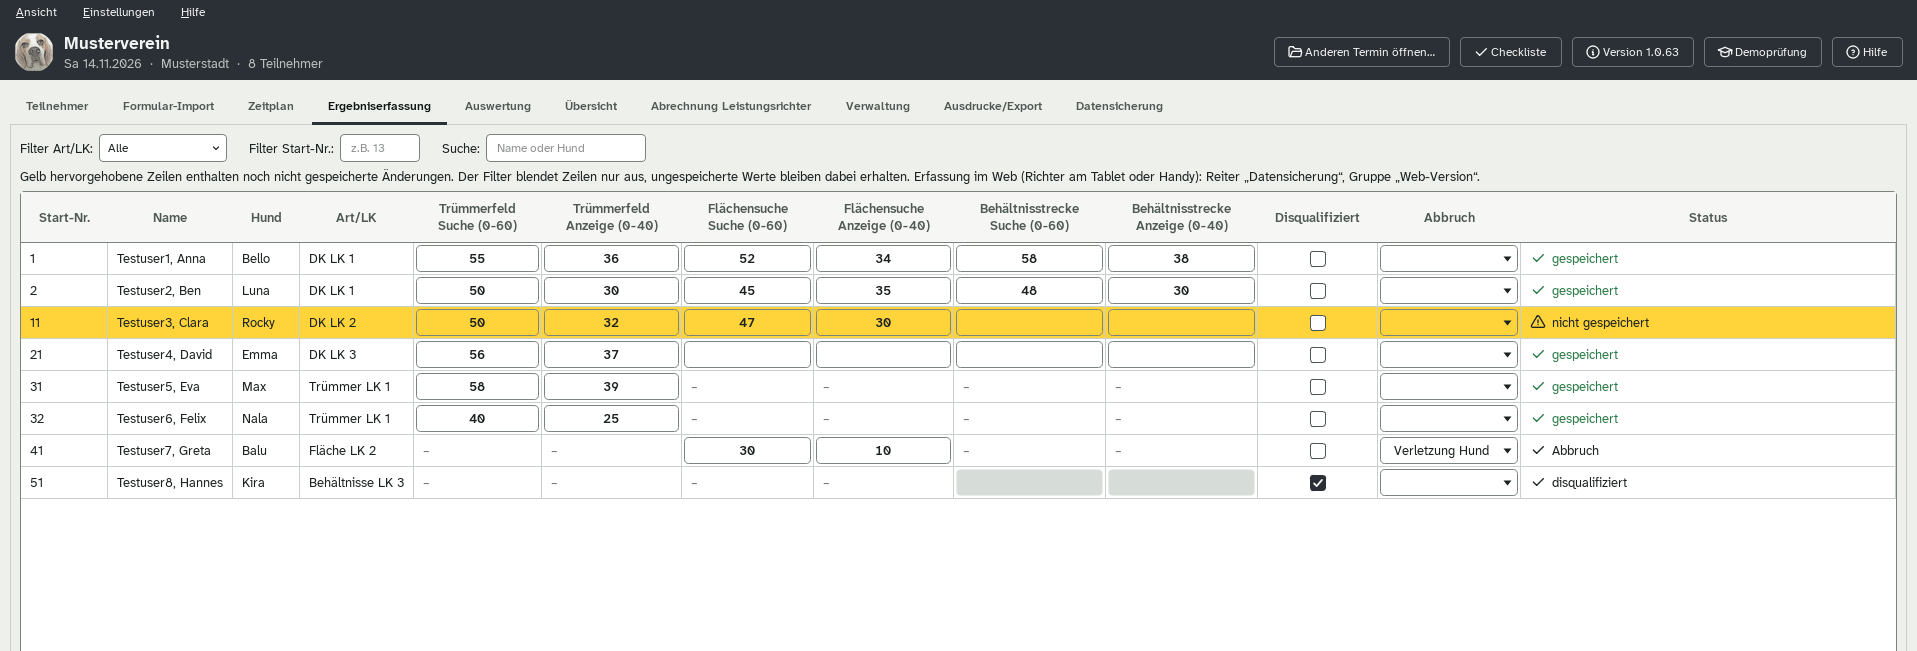 Ansicht Einstellungen Hilfe
Musterverein
Sa 14.11.2026 · Musterstadt · 8 Teilnehmer
Anderen Termin öffnen... Checkliste Version 1.0.63 Demoprüfung Hilfe
Teilnehmer Formular-Import Zeitplan Ergebniserfassung Auswertung Übersicht Abrechnung Leistungsrichter Verwaltung Ausdrucke/Export Datensicherung
Filter Art/LK: Alle Filter Start-Nr.: z.B. 13 Suche: Name oder Hund
Gelb hervorgehobene Zeilen enthalten noch nicht gespeicherte Änderungen. Der Filter blendet Zeilen nur aus, ungespeicherte Werte bleiben dabei erhalten. Erfassung im Web (Richter am Tablet oder Handy): Reiter „Datensicherung“, Gruppe „Web-Version“.
Start-Nr. Name Hund Art/LK Trümmerfeld Suche (0-60) Trümmerfeld Anzeige (0-40) Flächensuche Suche (0-60) Flächensuche Anzeige (0-40) Behältnisstrecke Suche (0-60) Behältnisstrecke Anzeige (0-40) Disqualifiziert Abbruch Status
1 Testuser1, Anna Bello DK LK 1 55 36 52 34 58 38 gespeichert
2 Testuser2, Ben Luna DK LK 1 50 30 45 35 48 30 gespeichert
11 Testuser3, Clara Rocky DK LK 2 50 32 47 30 nicht gespeichert
21 Testuser4, David Emma DK LK 3 56 37 gespeichert
31 Testuser5, Eva Max Trümmer LK 1 58 39 – – – – gespeichert
32 Testuser6, Felix Nala Trümmer LK 1 40 25 – – – – gespeichert
41 Testuser7, Greta Balu Fläche LK 2 – – 30 10 – – Verletzung Hund Abbruch
51 Testuser8, Hannes Kira Behältnisse LK 3 – – – – disqualifiziert